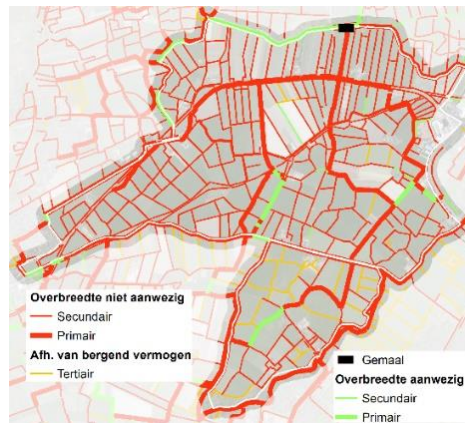 Overbreedte niet aanwezig
Secundair
Primair
Afh. van bergend vermogen
Tertiair
Gemaal
Overbreedte aanwezig
Secundair
Primair